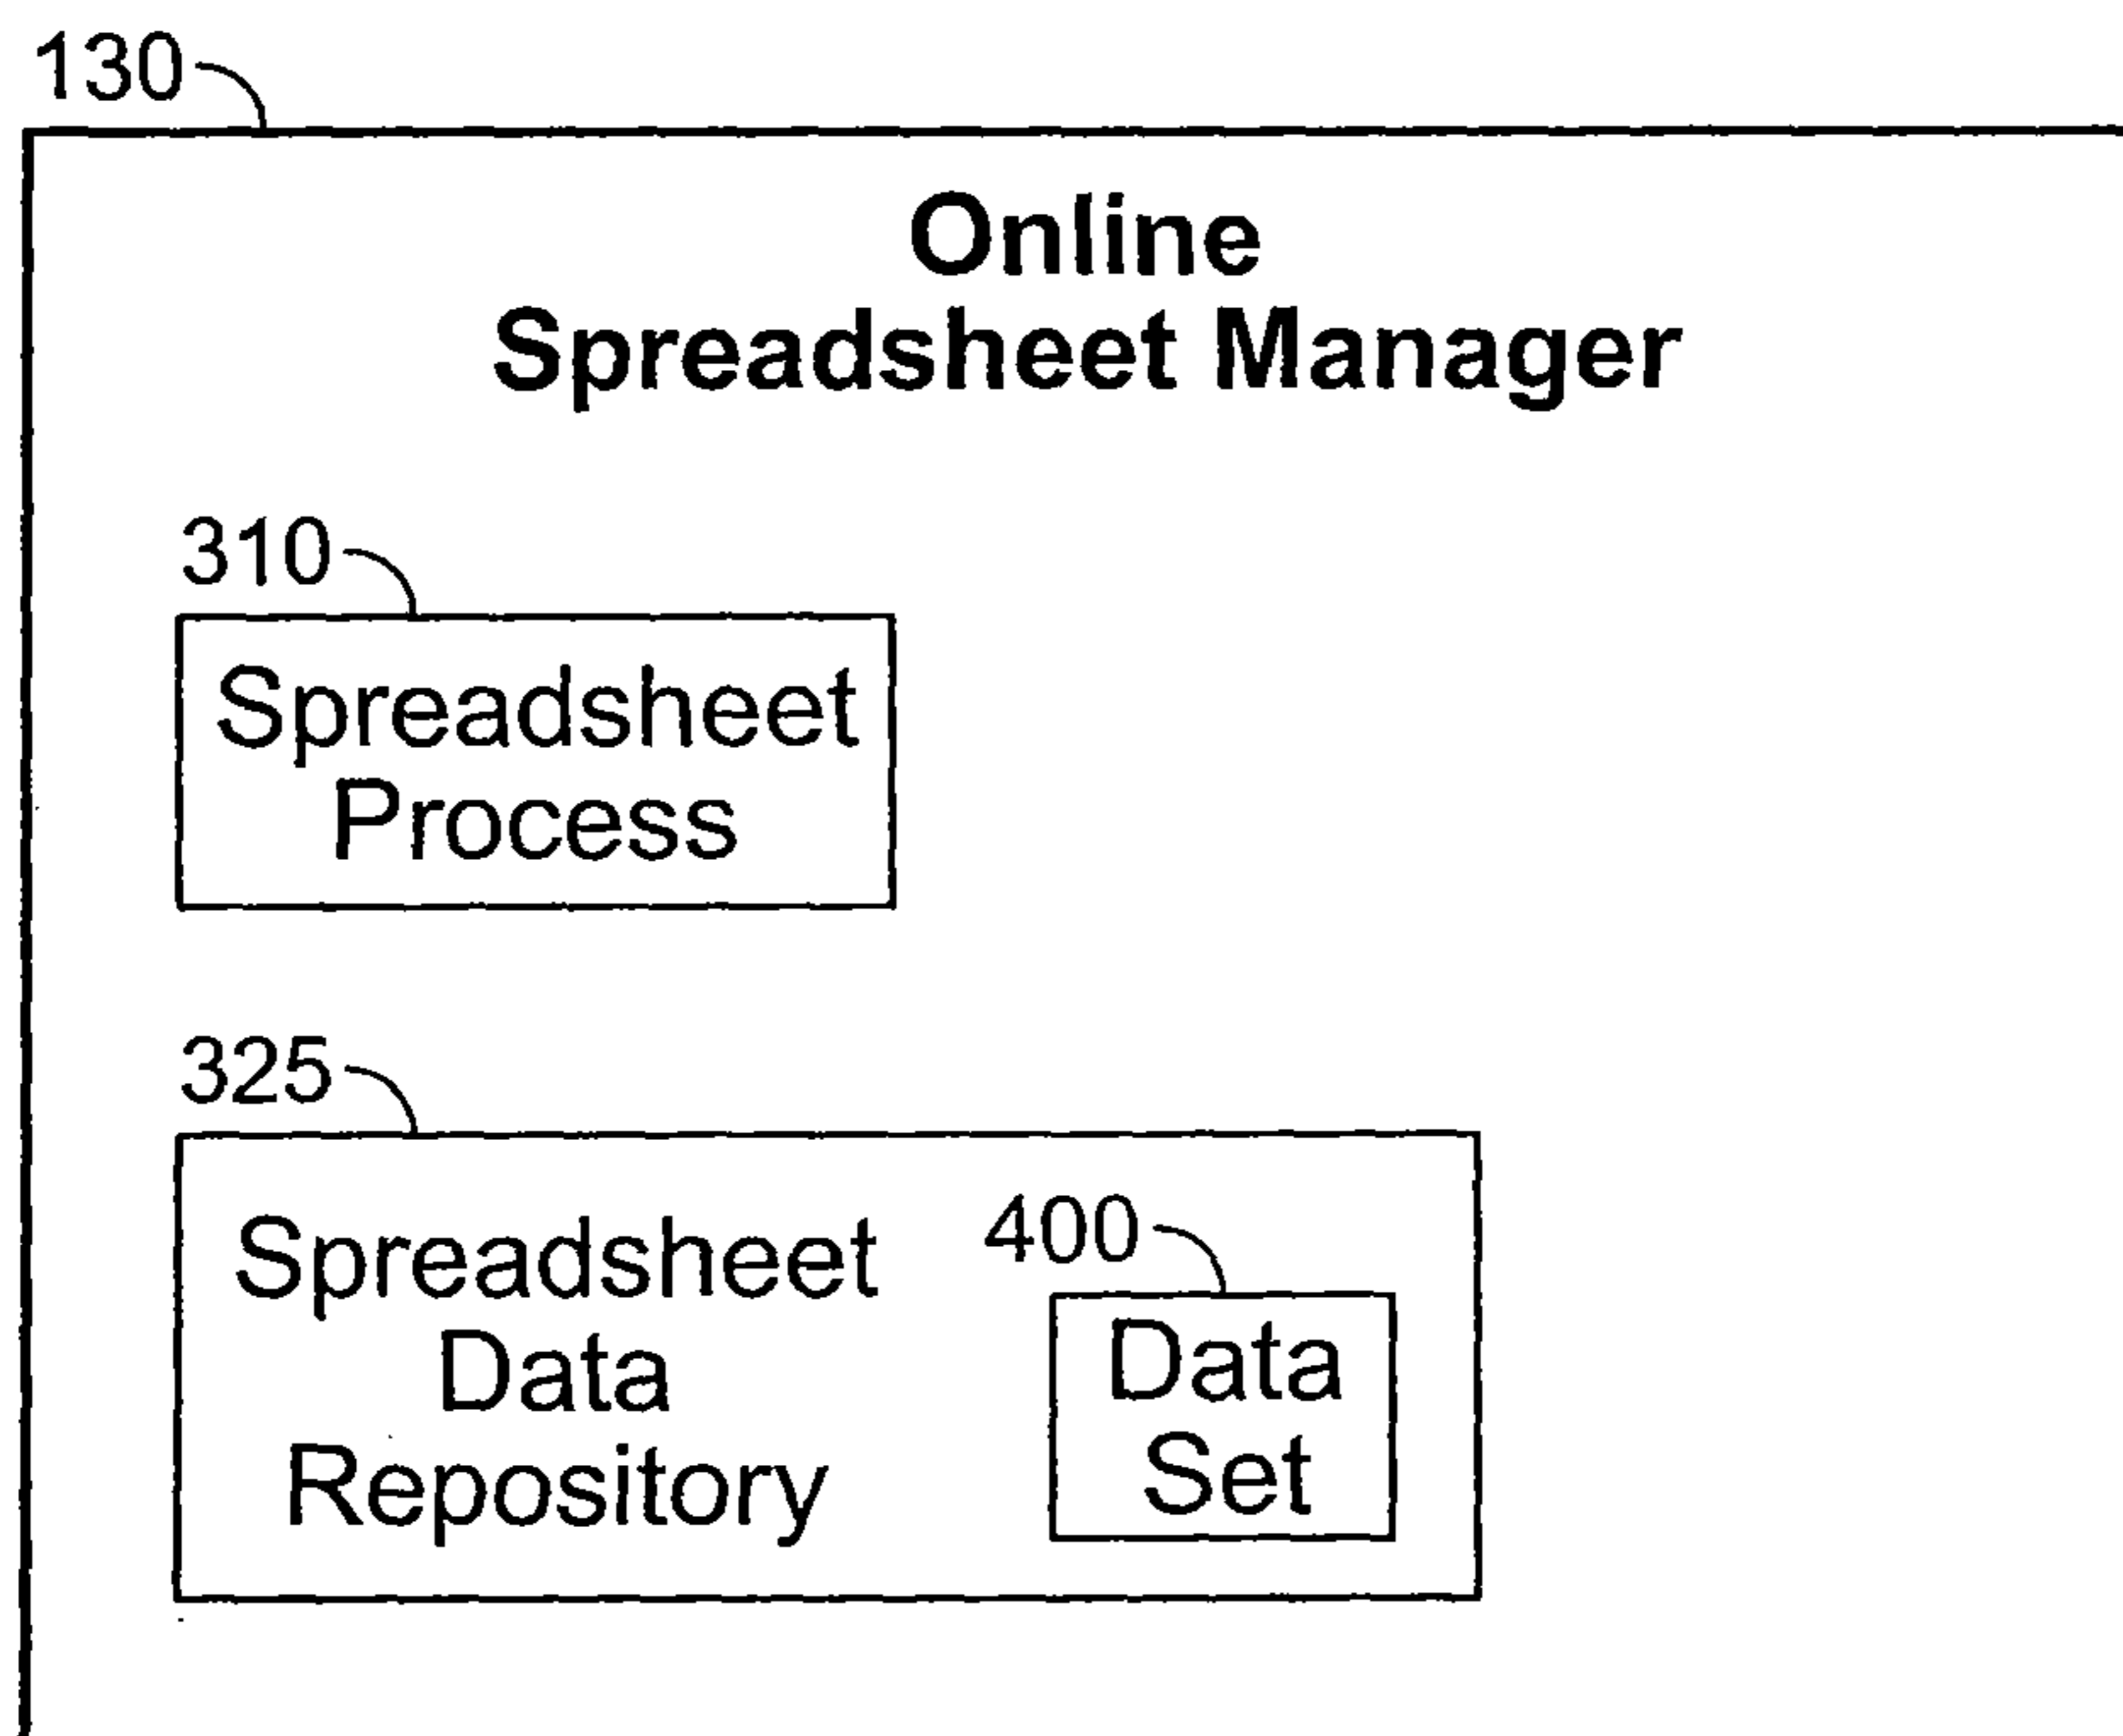 130
Online
Spreadsheet Manager
310
Spreadsheet
Process
325
Spreadsheet
Data
Repository
400
Data
Set